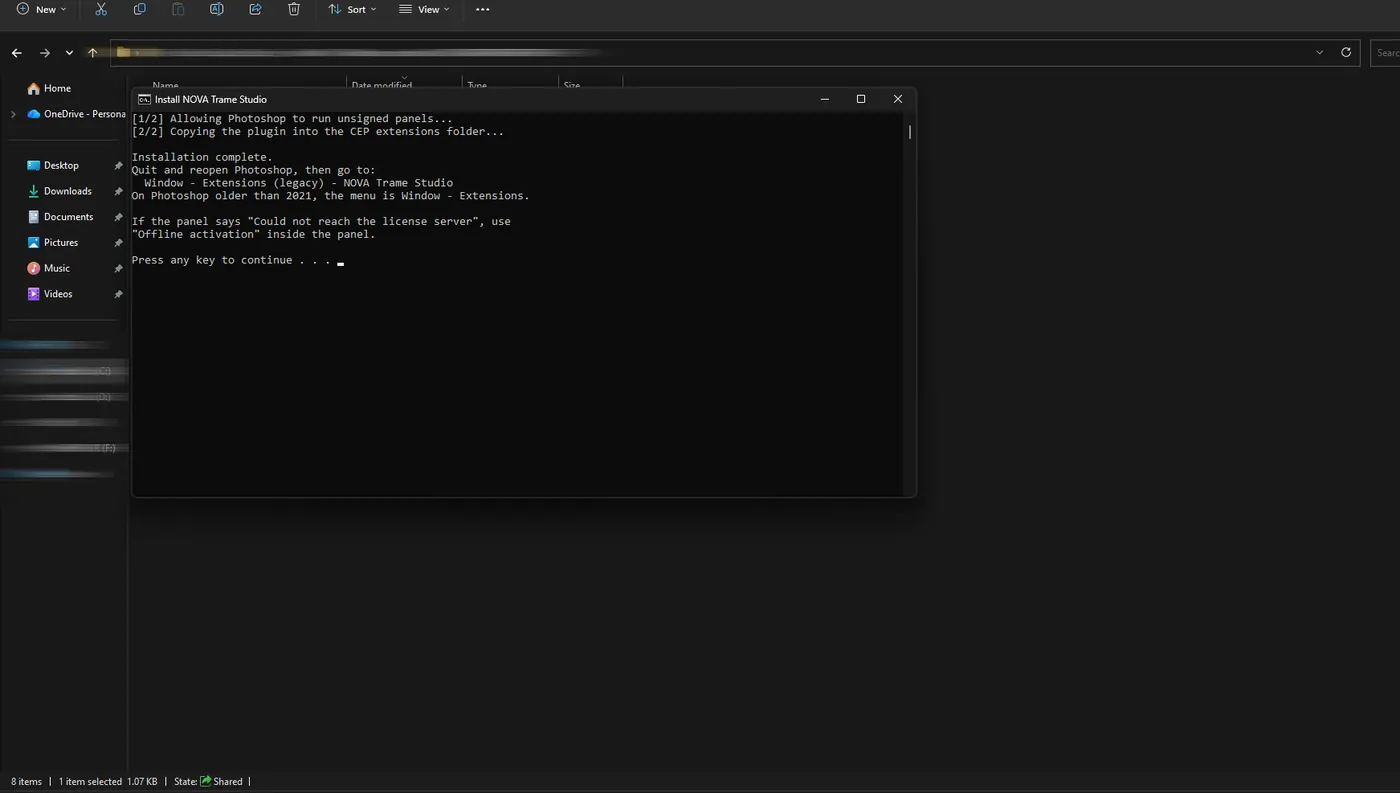 New
Sort
View
Searc
Home
OneDrive - Persona
Desktop
Downloads
Documents
Pictures
Music
Videos
Name
Date modified
Type
Size
Install NOVA Trame Studio
[1/2] Allowing Photoshop to run unsigned panels...
[2/2] Copying the plugin into the CEP extensions folder...
Installation complete.
Quit and reopen Photoshop, then go to:
Window - Extensions (legacy) - NOVA Trame Studio
On Photoshop older than 2021, the menu is Window - Extensions.
If the panel says "Could not reach the license server", use
"Offline activation" inside the panel.
Press any key to continue . . .
8 items | 1 item selected 1.07 KB | State: Shared |